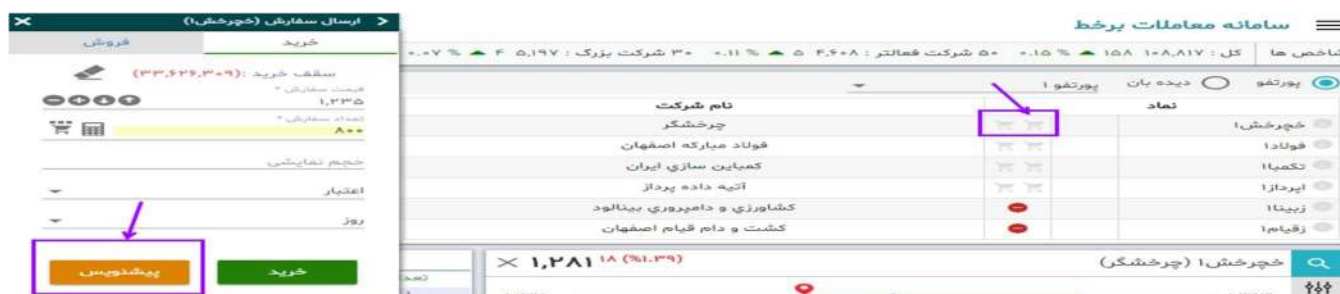 سامانه معاملات برخط
شاخص ها کل : ۱۰۸,۸۱۷ ۱۵۸ % ۰.۱۵ ۵۰ شرکت فعالتر : ۴,۶۰۸ ۵ % ۰.۱۱ ۳۰ شرکت بزرگ : ۵,۱۹۷ ۴ % ۰.۰۷
پورتفو دیده بان پورتفو ۱
نماد نام شرکت
خچرخش۱ چرخشگر
فولاد۱ فولاد مبارکه اصفهان
تکمبا۱ کمباین سازي ایران
اپرداز۱ آتیه داده پرداز
زبینا۱ کشاورزي و دامپروري بینالود
زقیام۱ کشت و دام قیام اصفهان
خچرخش۱ (چرخشگر) ۱,۲۸۱ ۱۸ (%۱.۳۹)
ارسال سفارش (خچرخش۱)
خرید فروش
سقف خرید :(۳۳,۶۲۶,۳۰۹)
قیمت سفارش *
۱,۲۳۵
تعداد سفارش *
۸۰۰
حجم نمایشی
اعتبار
روز
خرید پیشنویس